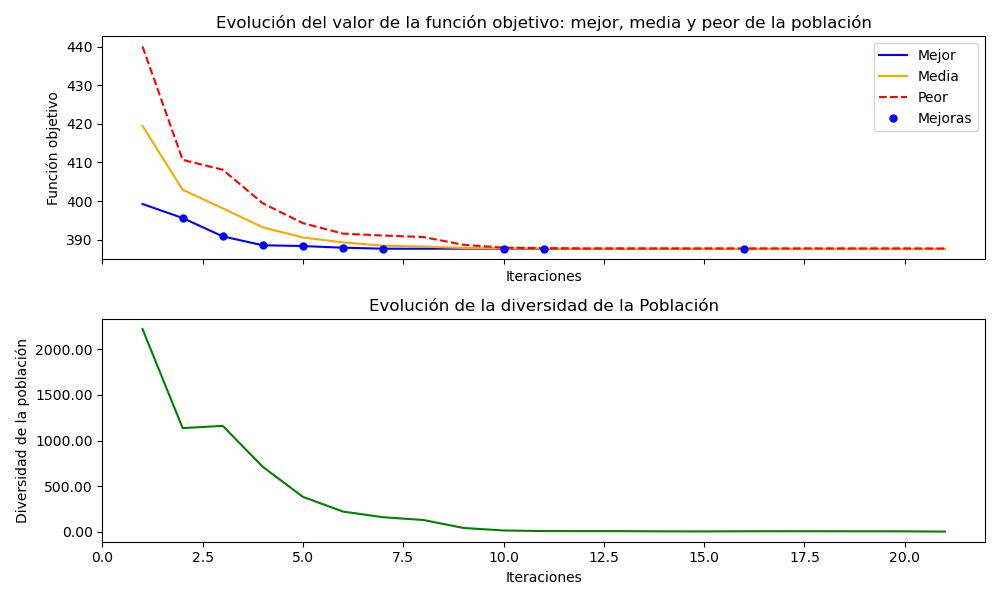 Evolución del valor de la función objetivo: mejor, media y peor de la población
440
430
420
410
400
390
Función objetivo
Mejor
Media
Peor
Mejoras
Iteraciones
Evolución de la diversidad de la Población
2000.00
1500.00
1000.00
500.00
0.00
Diversidad de la población
0.0 2.5 5.0 7.5 10.0 12.5 15.0 17.5 20.0
Iteraciones